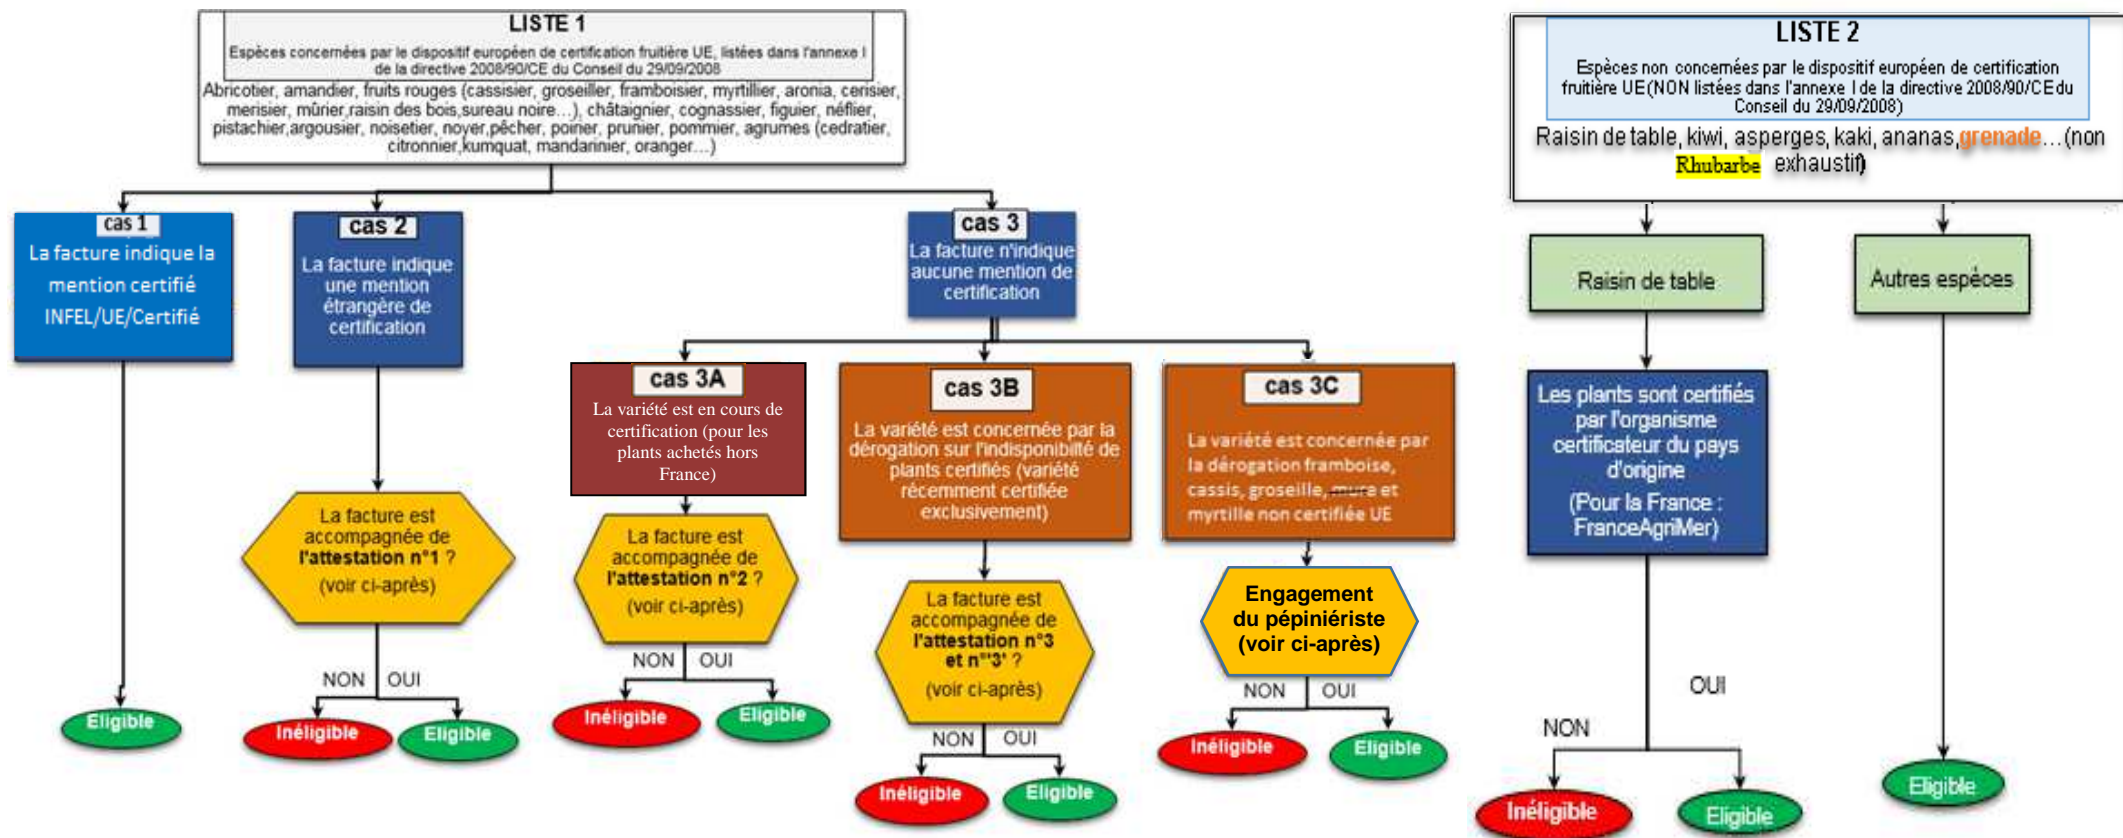 LISTE 1
Espèces concernées par le dispositif européen de certification fruitière UE, listées dans l'annexe I
de la directive 2008/90/CE du Conseil du 29/09/2008
Abricotier, amandier, fruits rouges (cassisier, groseiller, framboisier, myrtillier, aronia, cerisier,
merisier, mûrier,raisin des bois,sureau noire…), châtaignier, cognassier, figuier, néflier,
pistachier,argousier, noisetier, noyer,pêcher, poirier, prunier, pommier, agrumes (cedratier,
citronnier,kumquat, mandarinier, oranger…)
cas 1
La facture indique la
mention certifié
INFEL/UE/Certifié
Eligible
cas 2
La facture indique
une mention
étrangère de
certification
La facture est
accompagnée de
l'attestation n°1 ?
(voir ci-après)
NON OUI
Inéligible
Eligible
cas 3
La facture n'indique
aucune mention de
certification
cas 3A
La variété est en cours de
certification (pour les
plants achetés hors
France)
La facture est
accompagnée de
l'attestation n°2 ?
(voir ci-après)
NON OUI
Inéligible
Eligible
cas 3B
La variété est concernée par la
dérogation sur l'indisponibilté de
plants certifiés (variété
récemment certifiée
exclusivement)
La facture est
accompagnée de
l'attestation n°3
et n°'3' ?
(voir ci-après)
NON OUI
Inéligible
Eligible
cas 3C
La variété est concernée par
la dérogation framboise,
cassis, groseille, mure et
myrtille non certifiée UE
Engagement
du pépiniériste
(voir ci-après)
NON OUI
Inéligible
Eligible
LISTE 2
Espèces non concernées par le dispositif européen de certification
fruitière UE(NON listées dans l'annexe I de la directive 2008/90/CEdu
Conseil du 29/09/2008)
Raisin de table, kiwi, asperges, kaki, ananas,grenade…(non
Rhubarbe exhaustif)
Raisin de table
Les plants sont certifiés
par l'organisme
certificateur du pays
d'origine
(Pour la France :
FranceAgriMer)
NON
OUI
Inéligible
Eligible
Autres espèces
Eligible